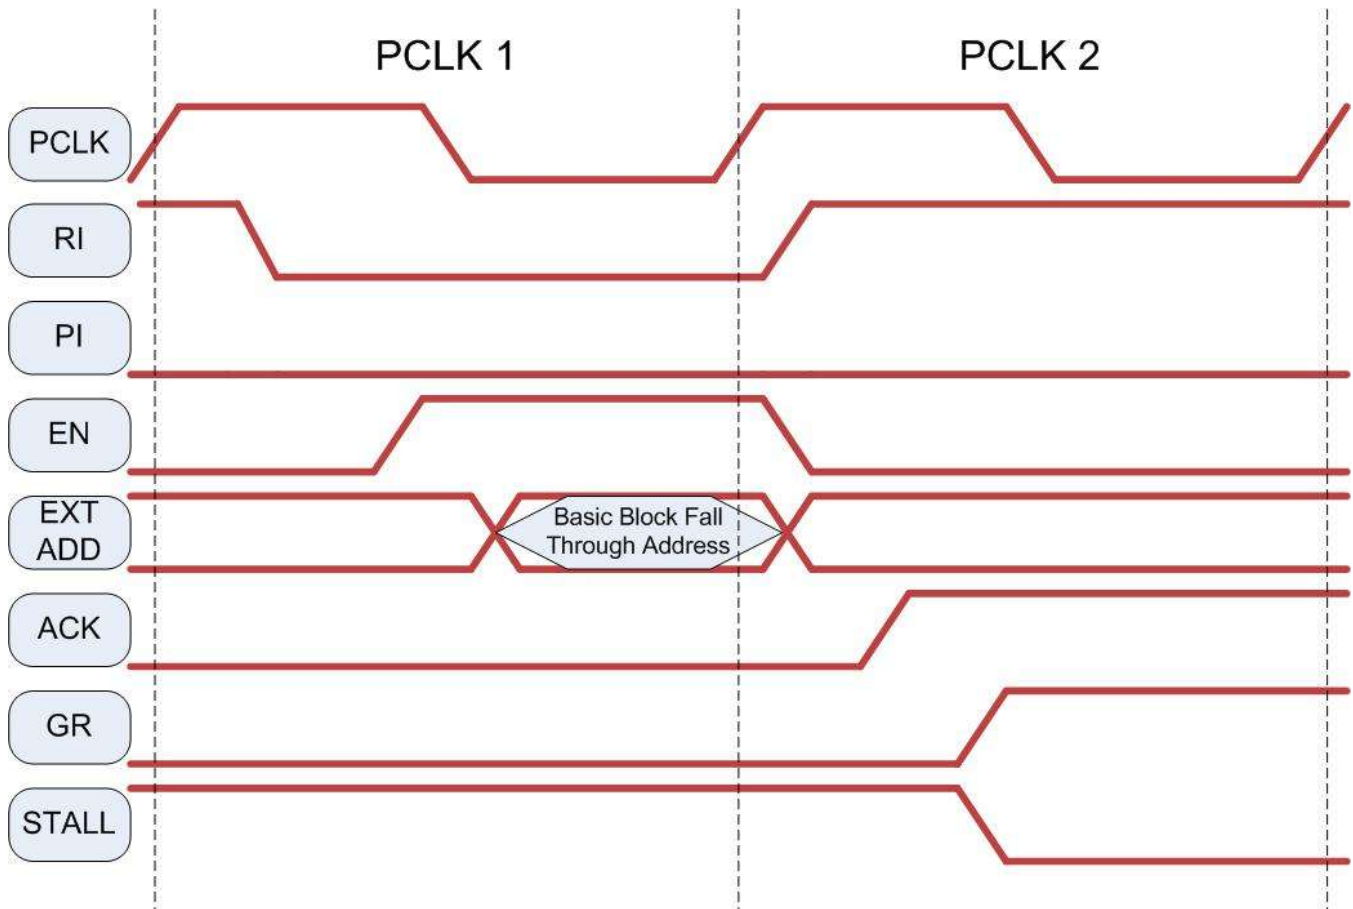 PCLK 1
PCLK 2
PCLK
RI
PI
EN
EXT
ADD
Basic Block Fall
Through Address
ACK
GR
STALL